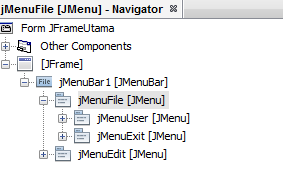 jMenuFile [JMenu] - Navigator
Form JFrameUtama
Other Components
[JFrame]
File jMenuBar1 [JMenuBar]
jMenuFile [JMenu]
jMenuUser [JMenu]
jMenuExit [JMenu]
jMenuEdit [JMenu]